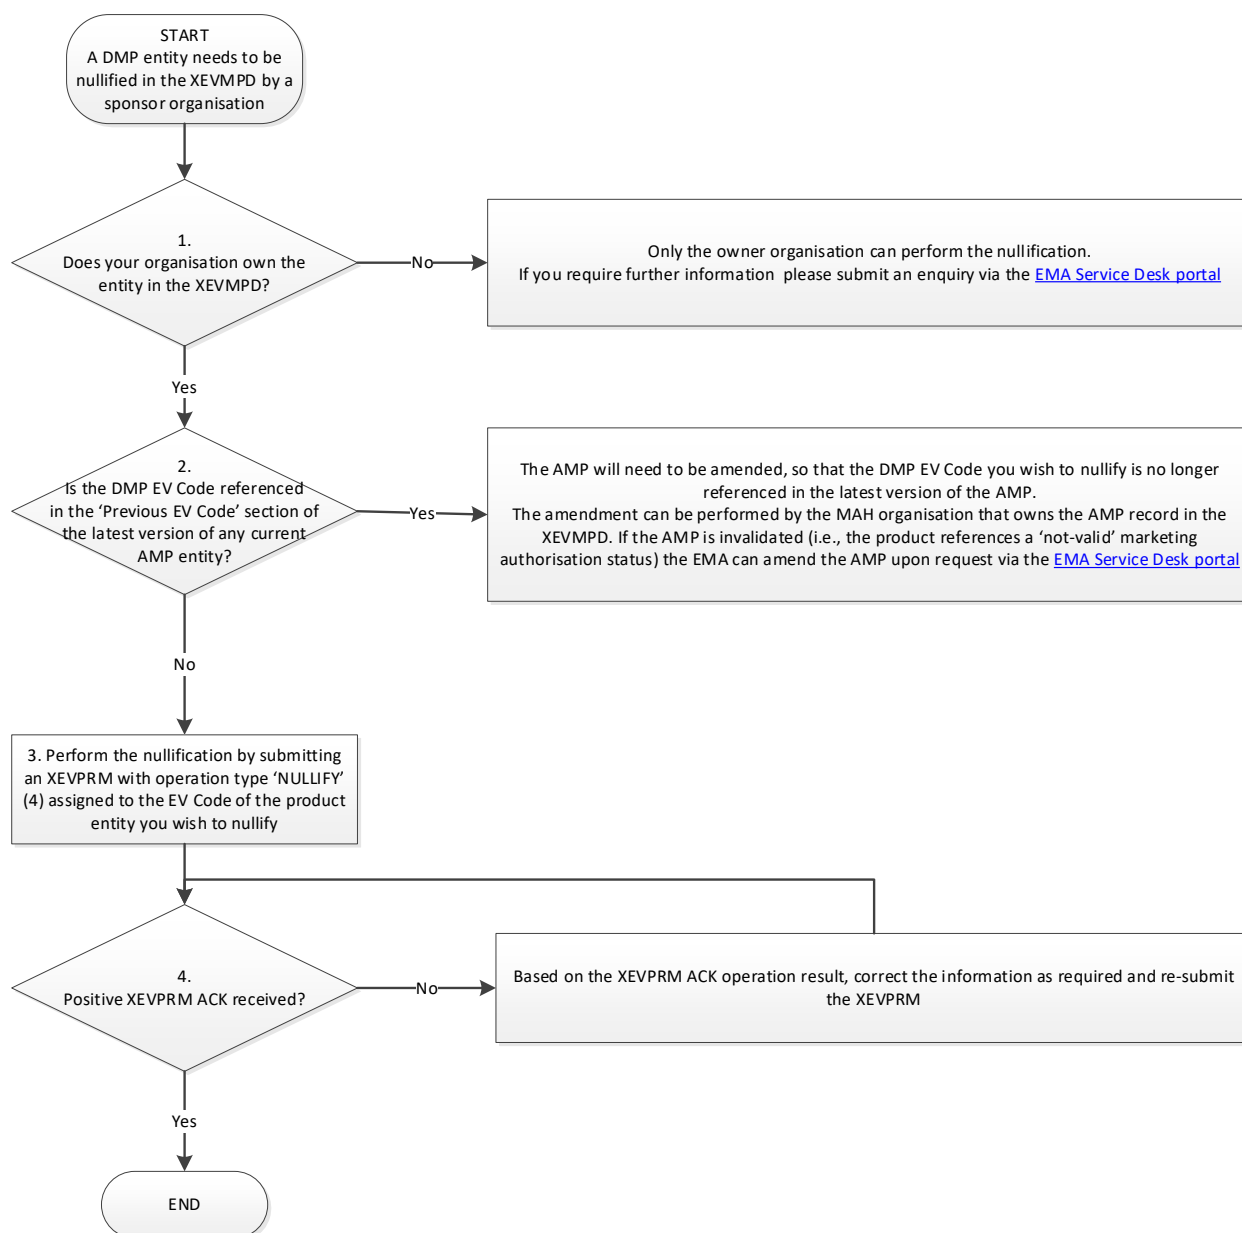 START
A DMP entity needs to be
nullified in the XEVMPD by a
sponsor organisation
1.
Does your organisation own the
entity in the XEVMPD?
No
Only the owner organisation can perform the nullification.
If you require further information please submit an enquiry via the EMA Service Desk portal
Yes
2.
Is the DMP EV Code referenced
in the ‘Previous EV Code’ section of
the latest version of any current
AMP entity?
Yes
The AMP will need to be amended, so that the DMP EV Code you wish to nullify is no longer
referenced in the latest version of the AMP.
The amendment can be performed by the MAH organisation that owns the AMP record in the
XEVMPD. If the AMP is invalidated (i.e., the product references a ‘not-valid’ marketing
authorisation status) the EMA can amend the AMP upon request via the EMA Service Desk portal
No
3. Perform the nullification by submitting
an XEVPRM with operation type ‘NULLIFY’
(4) assigned to the EV Code of the product
entity you wish to nullify
4.
Positive XEVPRM ACK received?
No
Based on the XEVPRM ACK operation result, correct the information as required and re-submit
the XEVPRM
Yes
END